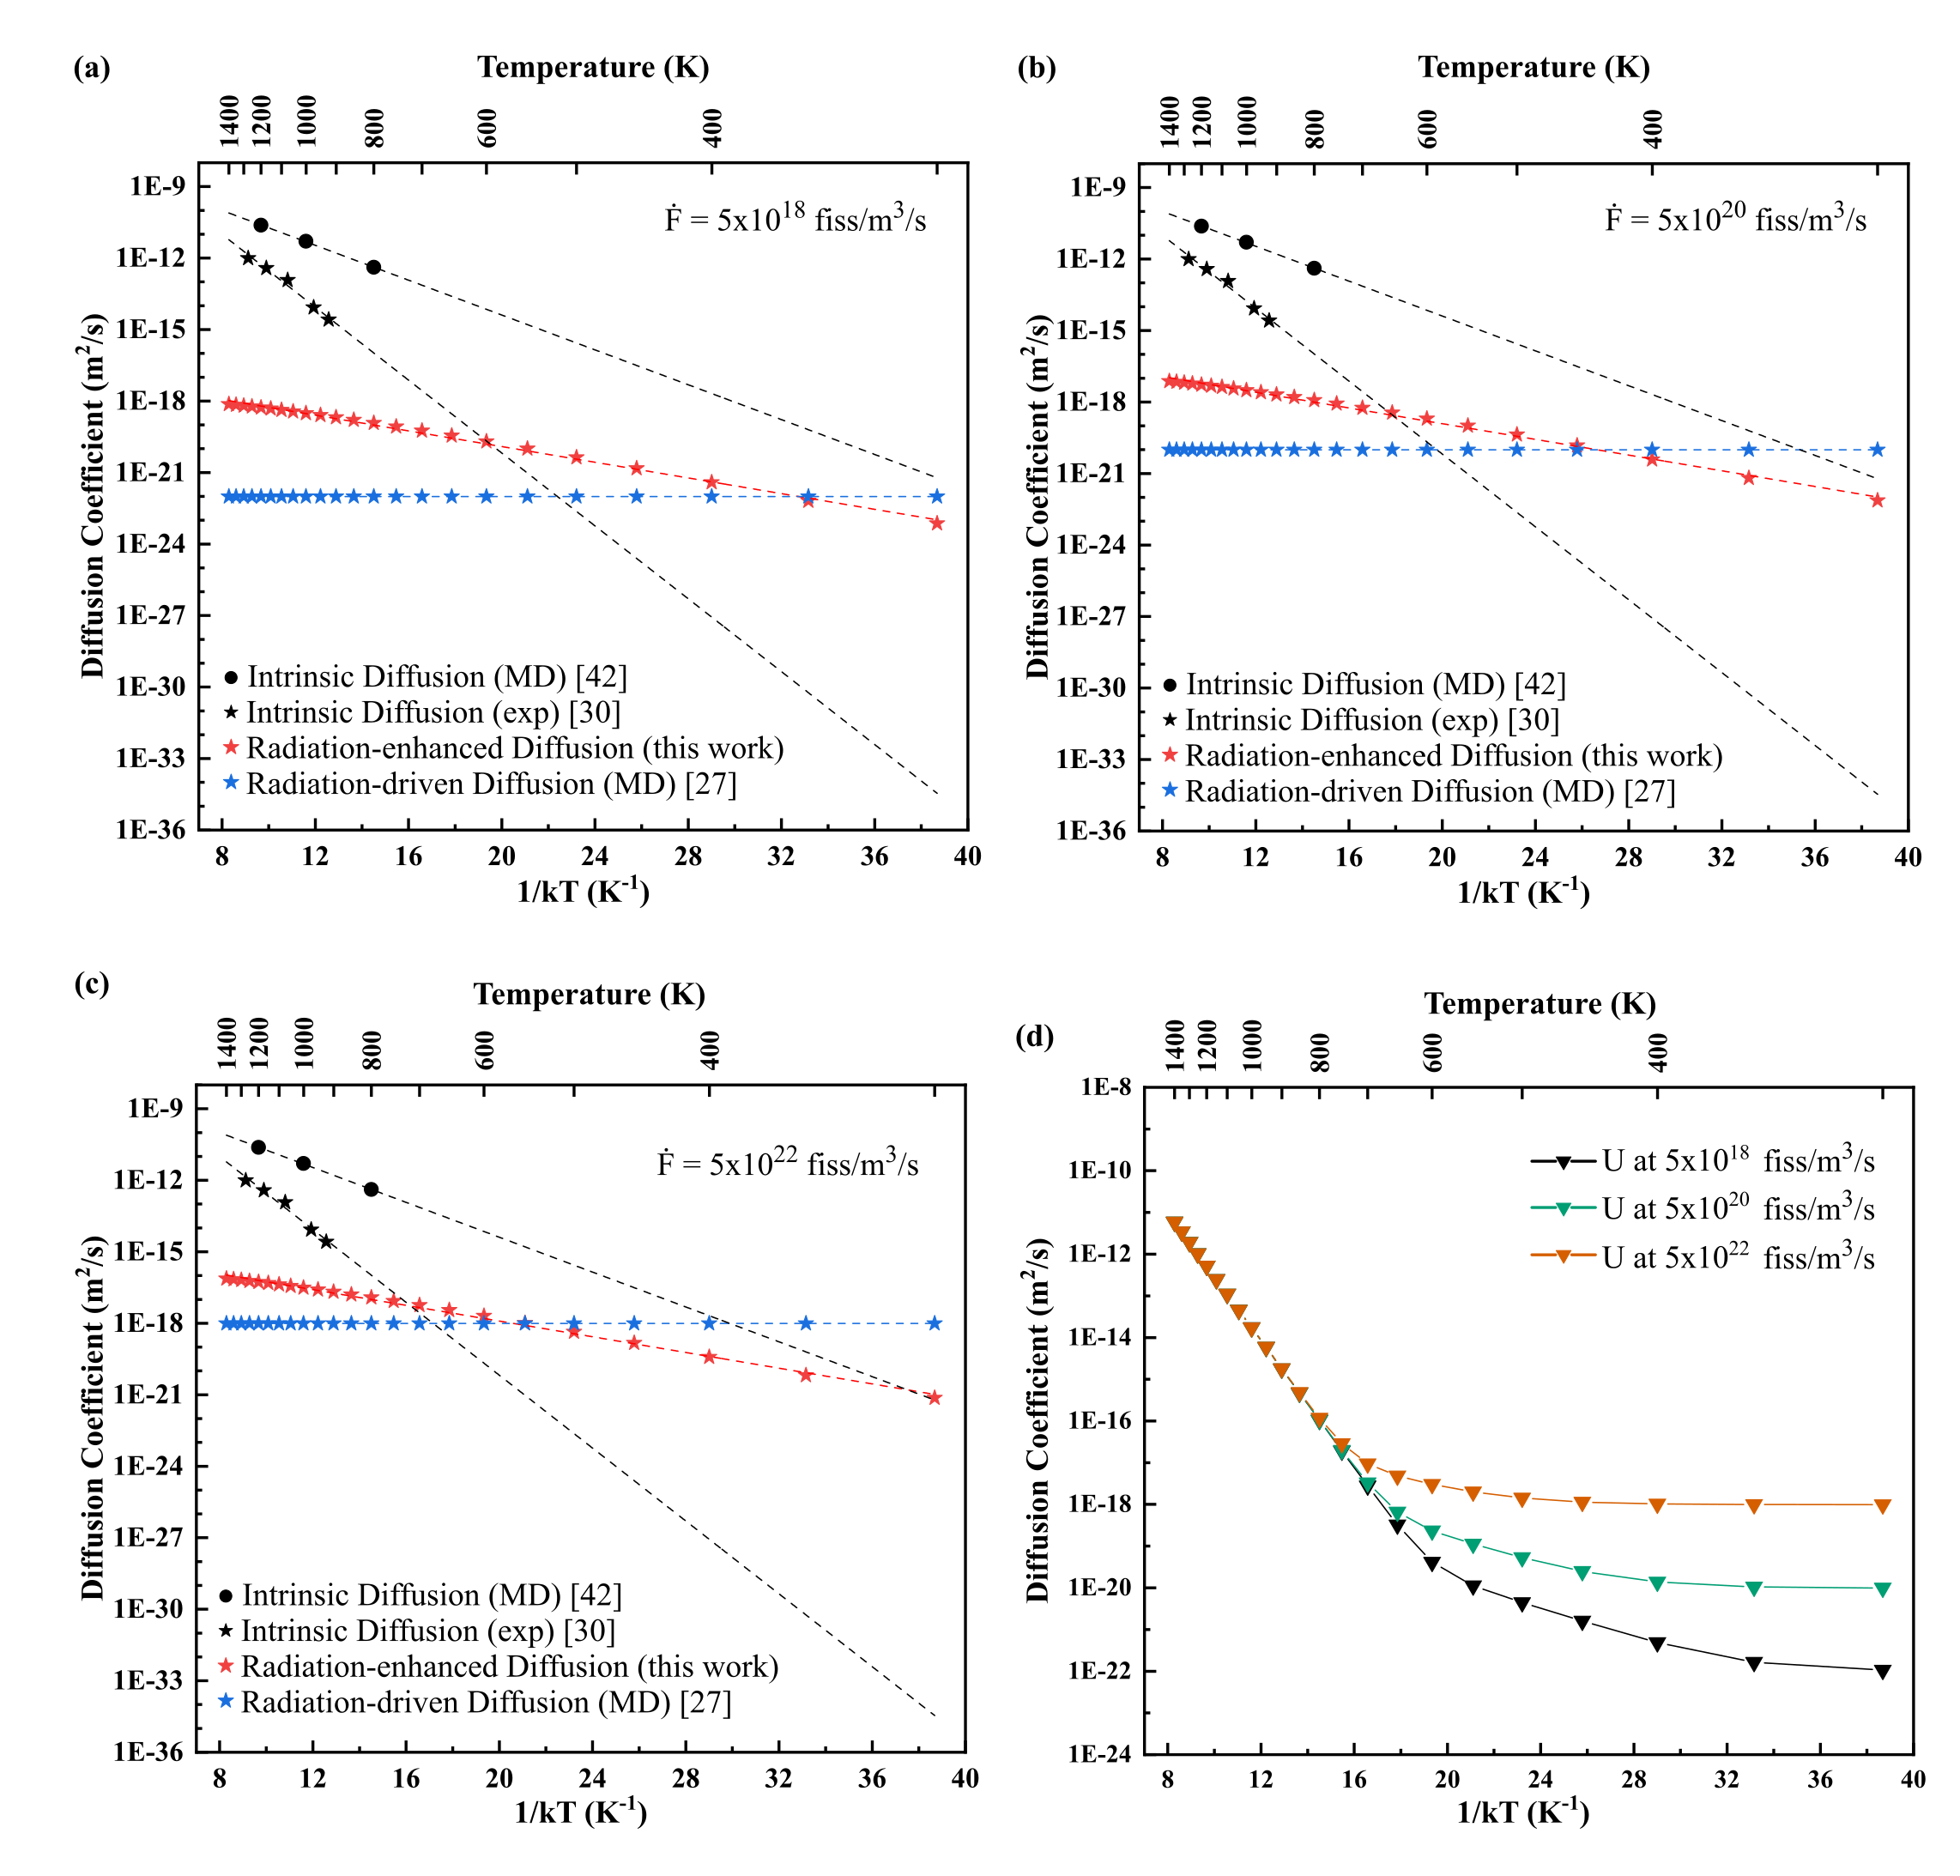 (a)
Temperature (K)
1400 1200 1000 800 600 400
Diffusion Coefficient (m²/s)
1E-9
1E-12
1E-15
1E-18
1E-21
1E-24
1E-27
1E-30
1E-33
1E-36
Ḟ = 5x10¹⁸ fiss/m³/s
Intrinsic Diffusion (MD) [42]
Intrinsic Diffusion (exp) [30]
Radiation-enhanced Diffusion (this work)
Radiation-driven Diffusion (MD) [27]
8 12 16 20 24 28 32 36 40
1/kT (K⁻¹)
(b)
Temperature (K)
1400 1200 1000 800 600 400
Diffusion Coefficient (m²/s)
1E-9
1E-12
1E-15
1E-18
1E-21
1E-24
1E-27
1E-30
1E-33
1E-36
Ḟ = 5x10²⁰ fiss/m³/s
Intrinsic Diffusion (MD) [42]
Intrinsic Diffusion (exp) [30]
Radiation-enhanced Diffusion (this work)
Radiation-driven Diffusion (MD) [27]
8 12 16 20 24 28 32 36 40
1/kT (K⁻¹)
(c)
Temperature (K)
1400 1200 1000 800 600 400
Diffusion Coefficient (m²/s)
1E-9
1E-12
1E-15
1E-18
1E-21
1E-24
1E-27
1E-30
1E-33
1E-36
Ḟ = 5x10²² fiss/m³/s
Intrinsic Diffusion (MD) [42]
Intrinsic Diffusion (exp) [30]
Radiation-enhanced Diffusion (this work)
Radiation-driven Diffusion (MD) [27]
8 12 16 20 24 28 32 36 40
1/kT (K⁻¹)
(d)
Temperature (K)
1400 1200 1000 800 600 400
Diffusion Coefficient (m²/s)
1E-8
1E-10
1E-12
1E-14
1E-16
1E-18
1E-20
1E-22
1E-24
U at 5x10¹⁸ fiss/m³/s
U at 5x10²⁰ fiss/m³/s
U at 5x10²² fiss/m³/s
8 12 16 20 24 28 32 36 40
1/kT (K⁻¹)